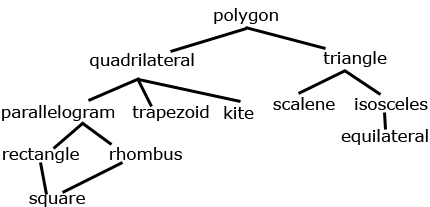 polygon
quadrilateral triangle
parallelogram trapezoid kite scalene isosceles
equilateral
rectangle rhombus
square